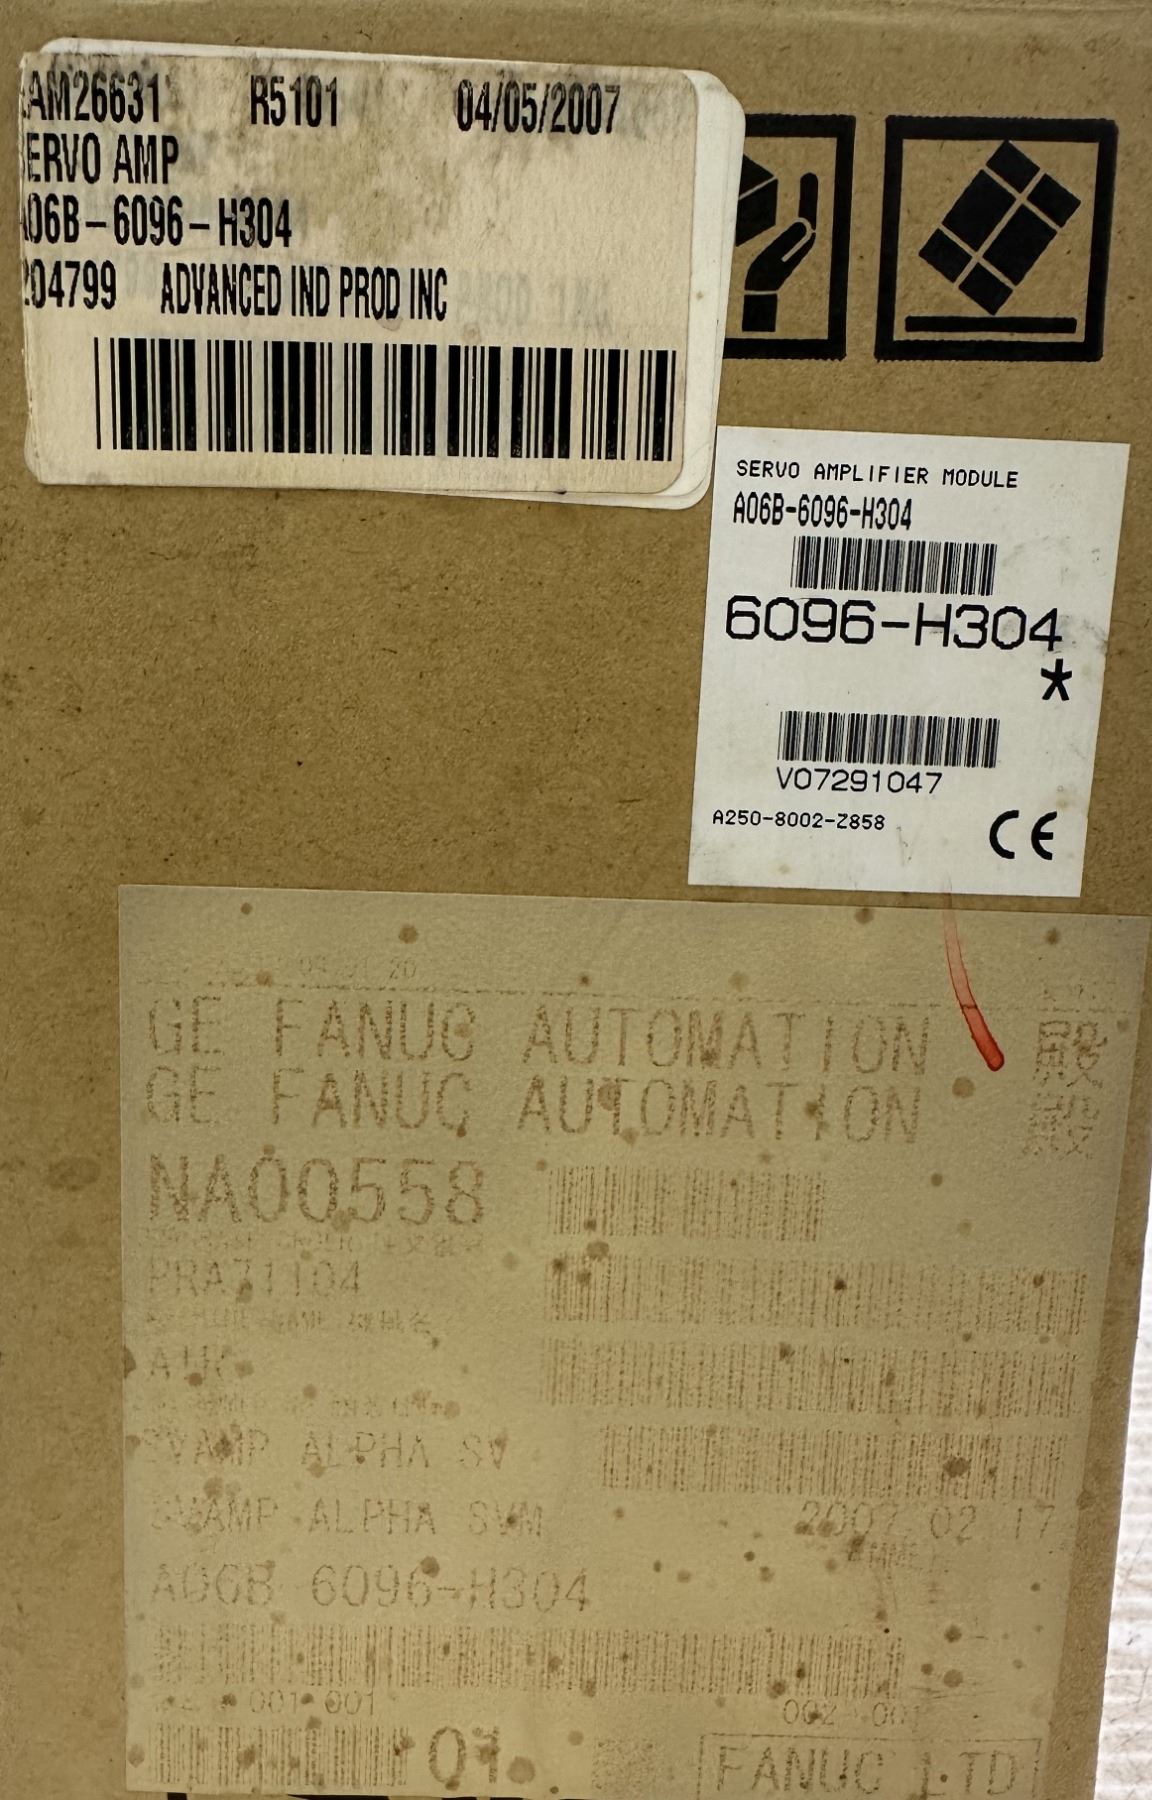 AM26631 R5101 04/05/2007
SERVO AMP
A06B-6096-H304
204799 ADVANCED IND PROD INC
SERVO AMPLIFIER MODULE
A06B-6096-H304
6096-H304
*
V07291047
A250-8002-Z858
CE
GE FANUC AUTOMATION
GE FANUC AUTOMATION
NA00558
PRA71104
SVAMP ALPHA SV
SVAMP ALPHA SVM
2002.02.17
A06B-6096-H304
001-001
002-001
01
FANUC LTD